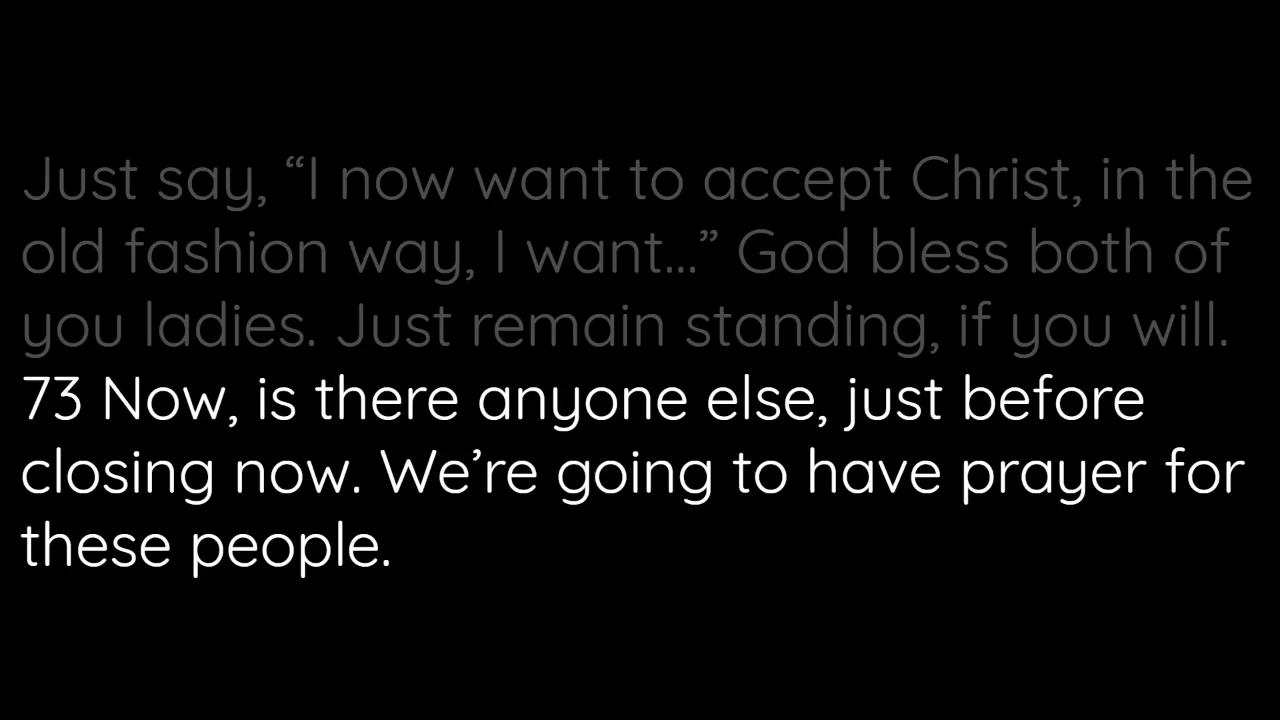 Just say, “I now want to accept Christ, in the
old fashion way, I want...” God bless both of
you ladies. Just remain standing, if you will.
73 Now, is there anyone else, just before
closing now. We’re going to have prayer for
these people.